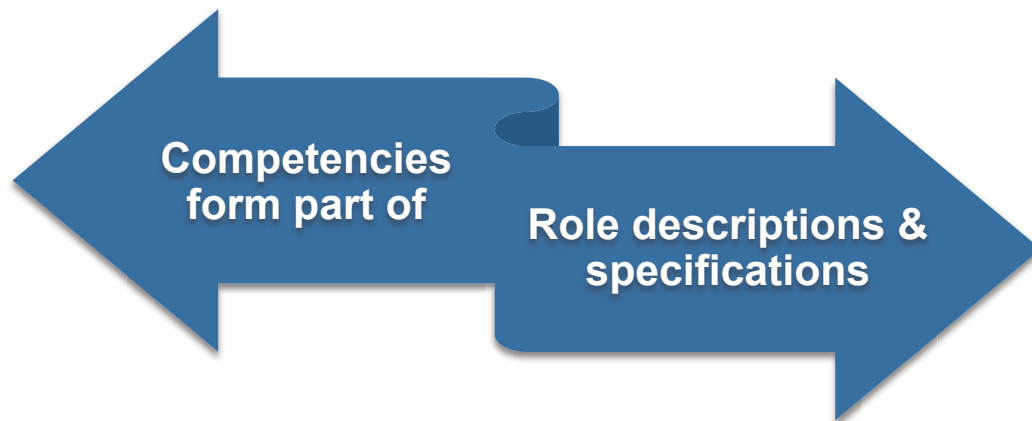 Competencies
form part of
Role descriptions &
specifications